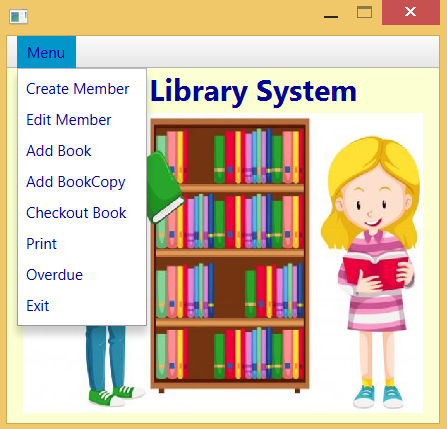 Menu
Library System
Create Member
Edit Member
Add Book
Add BookCopy
Checkout Book
Print
Overdue
Exit